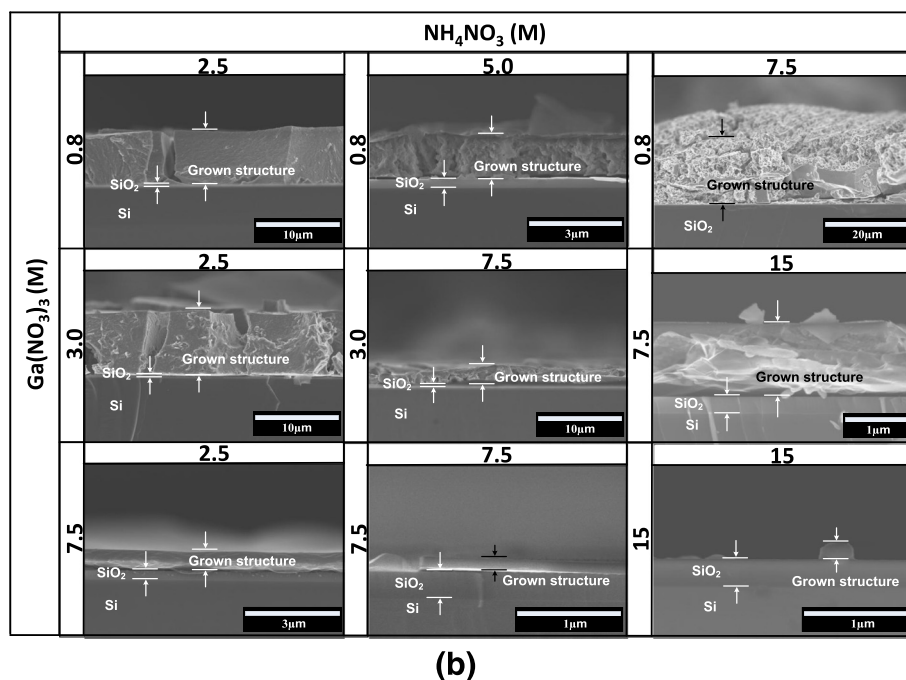 NH₄NO₃ (M)
Ga(NO₃)₃ (M)
2.5
5.0
7.5
0.8
Grown structure
SiO₂
Si
10µm
0.8
Grown structure
SiO₂
Si
3µm
0.8
Grown structure
SiO₂
20µm
2.5
7.5
15
3.0
Grown structure
SiO₂
Si
10µm
3.0
Grown structure
SiO₂
Si
10µm
7.5
Grown structure
SiO₂
Si
1µm
2.5
7.5
15
7.5
Grown structure
SiO₂
Si
3µm
7.5
SiO₂
Grown structure
Si
1µm
15
SiO₂
Grown structure
Si
1µm
(b)